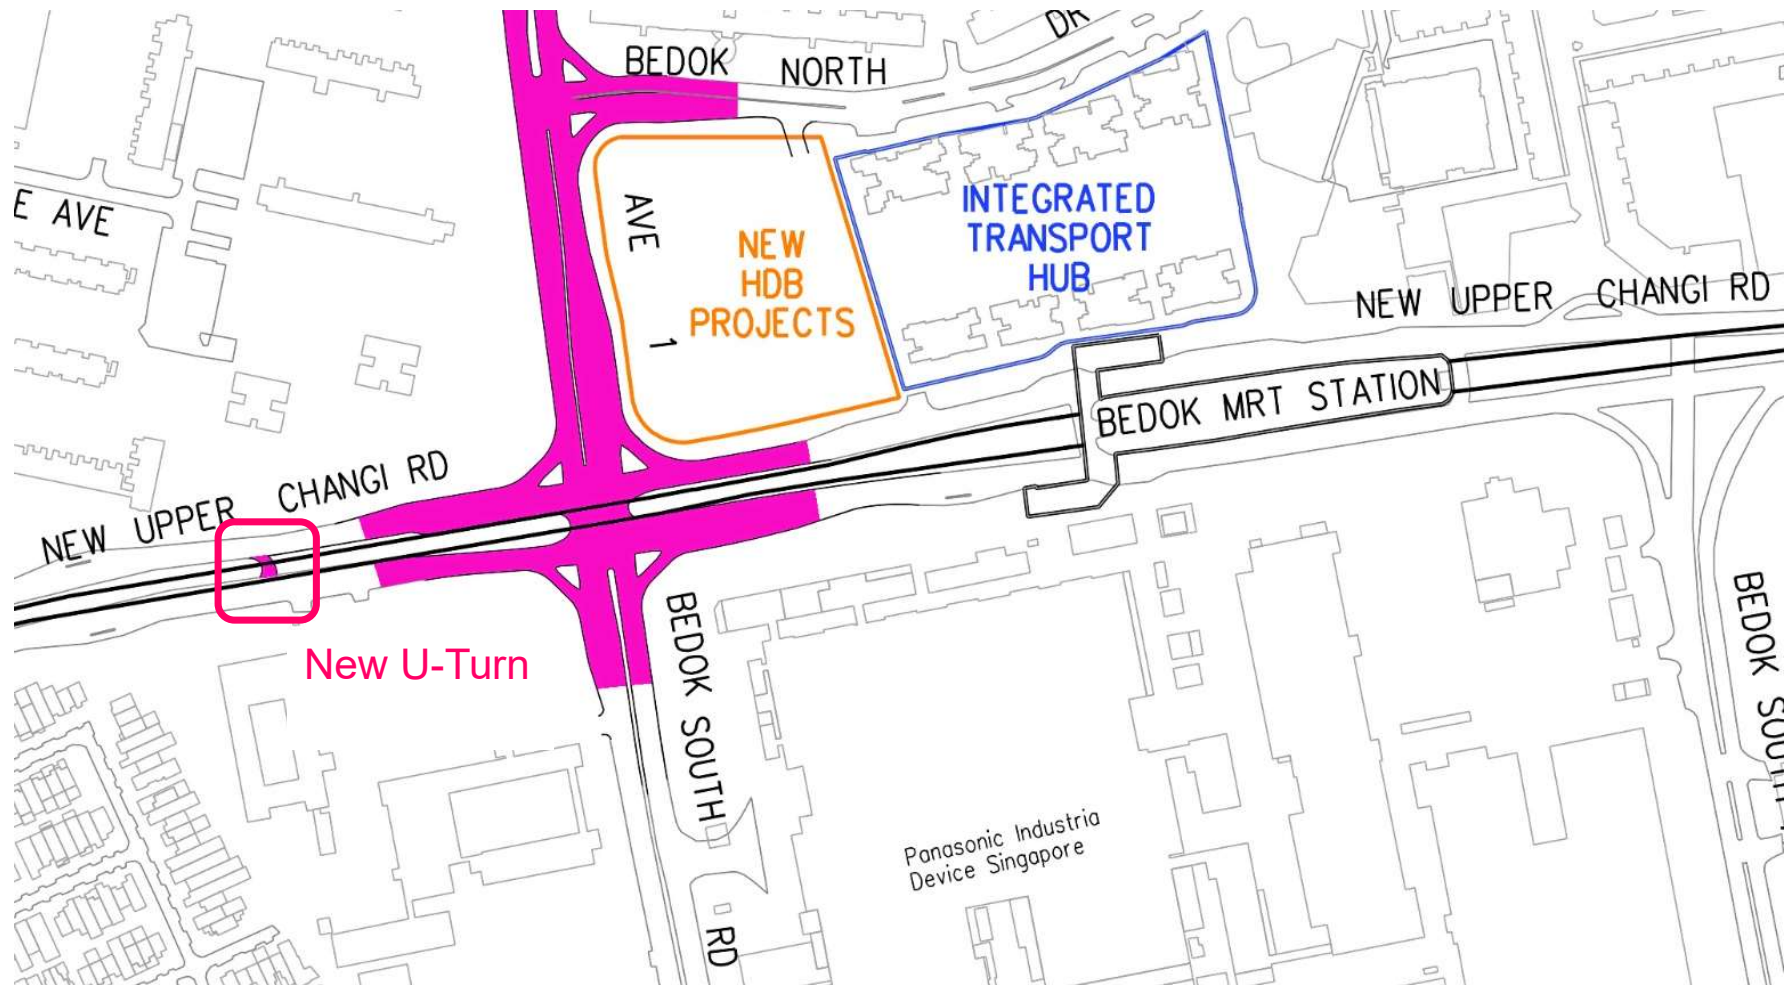 DR
BEDOK NORTH
E AVE
AVE 1
NEW
HDB
PROJECTS
INTEGRATED
TRANSPORT
HUB
NEW UPPER CHANGI RD
BEDOK MRT STATION
NEW UPPER CHANGI RD
New U-Turn
BEDOK SOUTH RD
BEDOK SOUTH
Panasonic Industria
Device Singapore